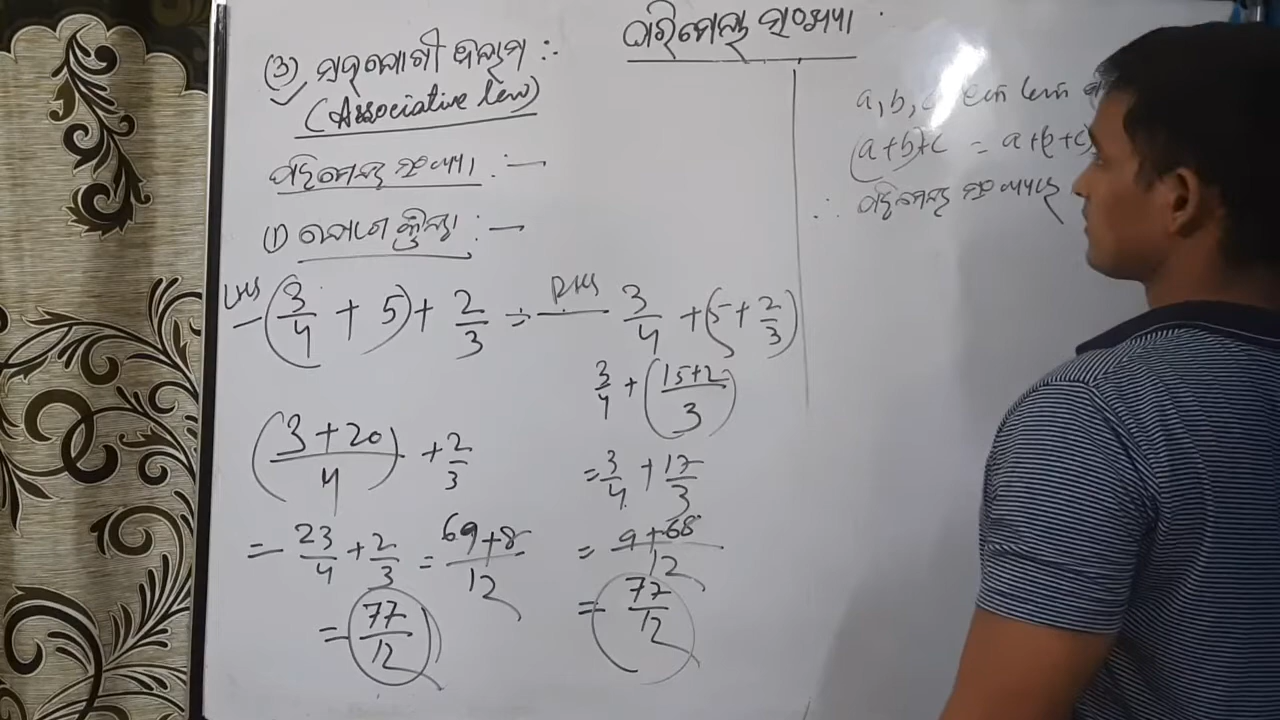 ପରିମେୟ ସଂଖ୍ୟା
(3) ସହଯୋଗୀ ନିୟମ :-
(Associative law)
ପରିମେୟ ସଂଖ୍ୟା :-
(1) ଯୋଗ କ୍ରିୟା :-
LHS (3/4 + 5) + 2/3 ÷ RHS 3/4 + (5 + 2/3)
3/4 + (15+2/3)
(3+20/4) + 2/3
= 3/4 + 17/3
= 23/4 + 2/3 = 69+8/12
= 9+68/12
= 77/12
= 77/12
a, b, c
(a+b)+c = a+(b+c)
∴ ପରିମେୟ ସଂଖ୍ୟାରେ